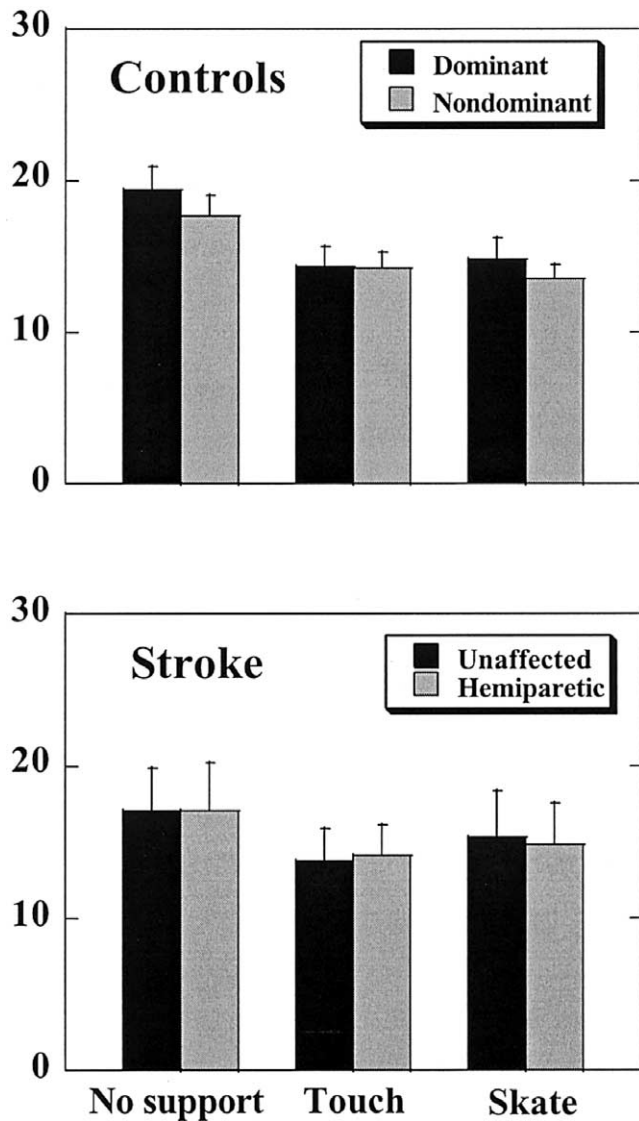 30
Controls
Dominant
Nondominant
20
10
0
30
Stroke
Unaffected
Hemiparetic
20
10
0
No support Touch Skate